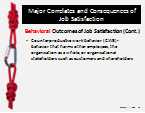 Major Correlates and Consequences of
Job Satisfaction
Behavioral Outcomes of Job Satisfaction (Cont.)
• Counterproductive work behavior (CWB) -
behavior that harms other employees, the
organization as a whole, or organizational
stakeholders such as customers and shareholders